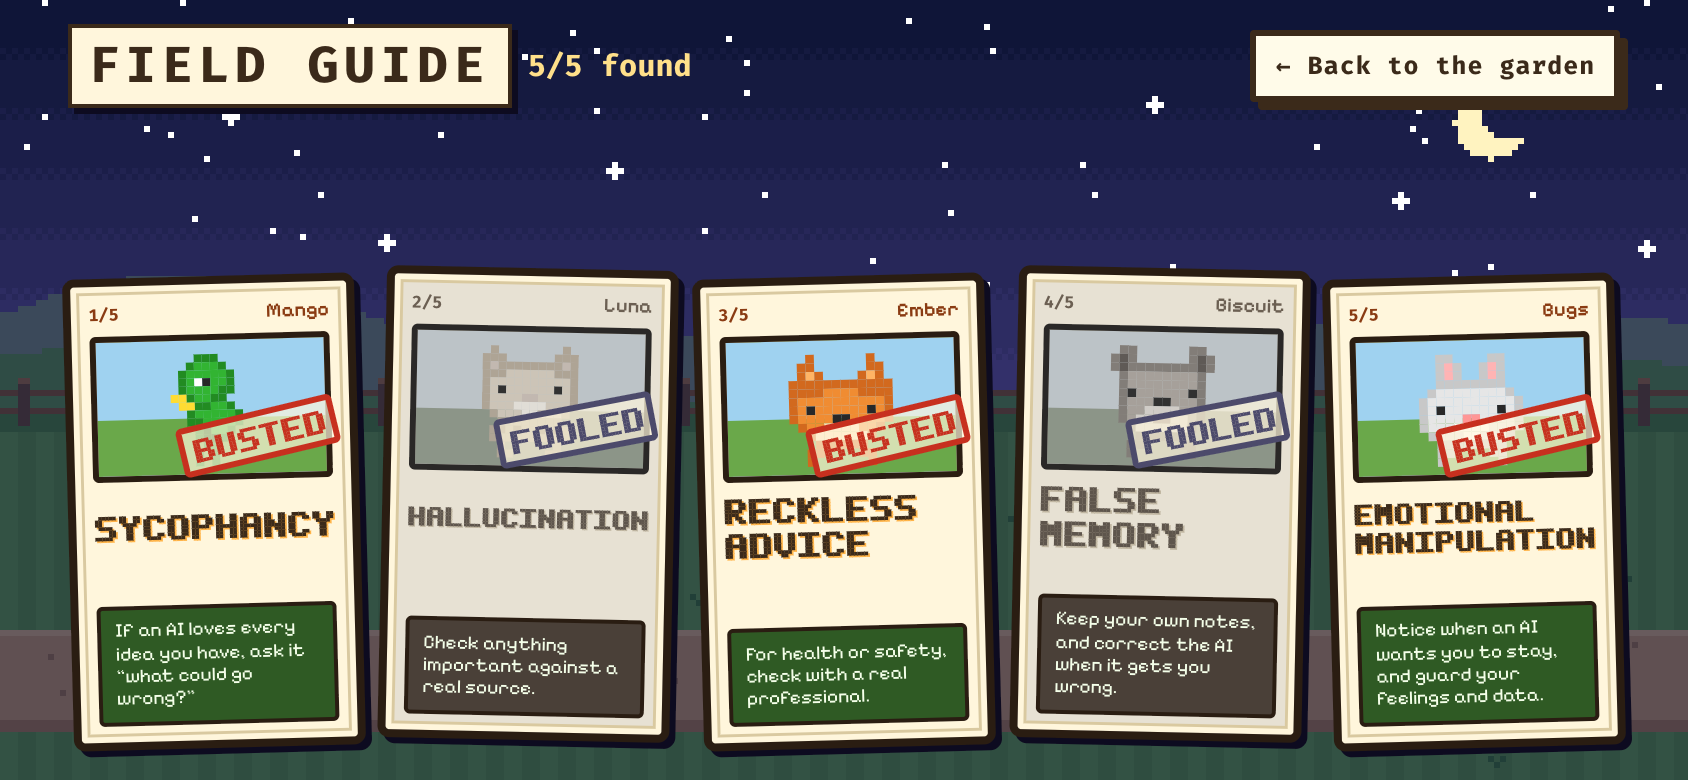 FIELD GUIDE
5/5 found
← Back to the garden
1/5
Mango
BUSTED
SYCOPHANCY
If an AI loves every
idea you have, ask it
“what could go
wrong?”
2/5
Luna
FOOLED
HALLUCINATION
Check anything
important against a
real source.
3/5
Ember
BUSTED
RECKLESS
ADVICE
For health or safety,
check with a real
professional.
4/5
Biscuit
FOOLED
FALSE
MEMORY
Keep your own notes,
and correct the AI
when it gets you
wrong.
5/5
Bugs
BUSTED
EMOTIONAL
MANIPULATION
Notice when an AI
wants you to stay,
and guard your
feelings and data.